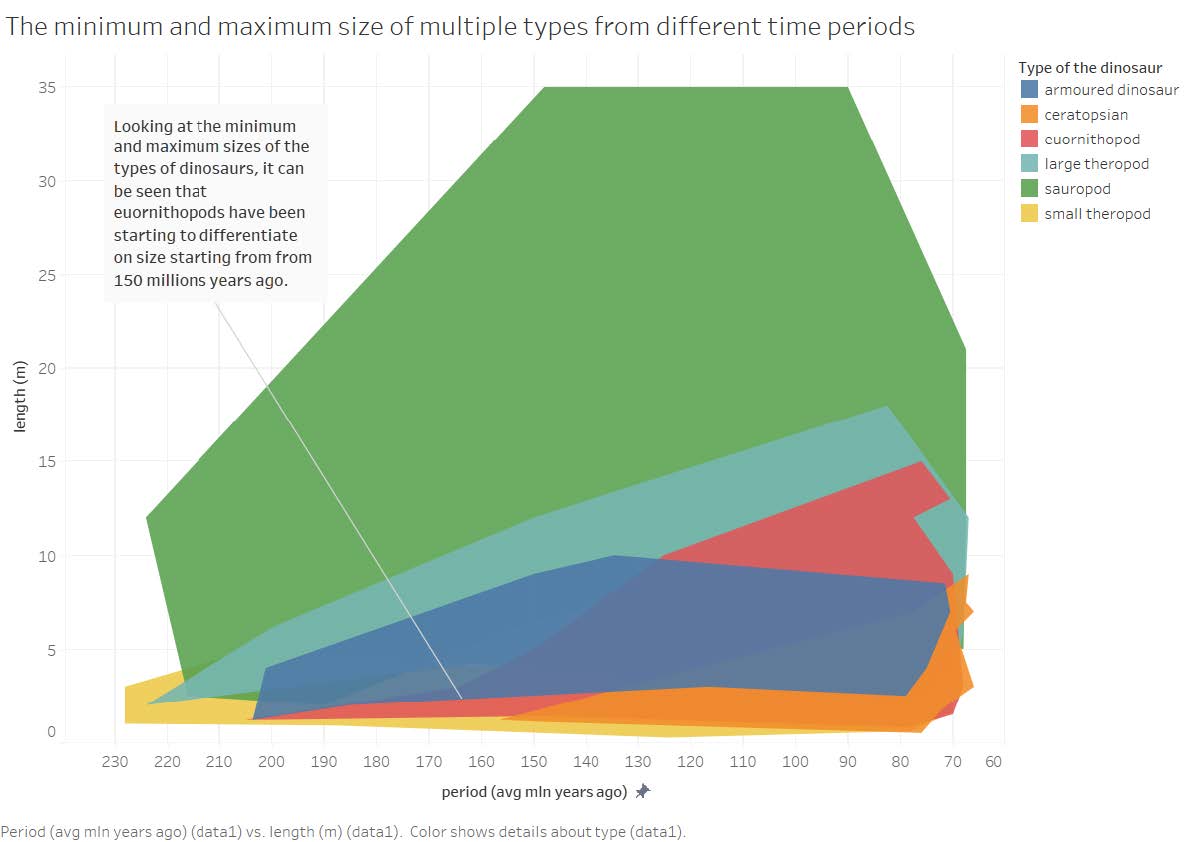 The minimum and maximum size of multiple types from different time periods
Type of the dinosaur
armoured dinosaur
ceratopsian
euornithopod
large theropod
sauropod
small theropod
Looking at the minimum
and maximum sizes of the
types of dinosaurs, it can
be seen that
euornithopods have been
starting to differentiate
on size starting from from
150 millions years ago.
35
30
25
20
15
10
5
0
length (m)
230 220 210 200 190 180 170 160 150 140 130 120 110 100 90 80 70 60
period (avg mln years ago)
Period (avg mln years ago) (data1) vs. length (m) (data1). Color shows details about type (data1).